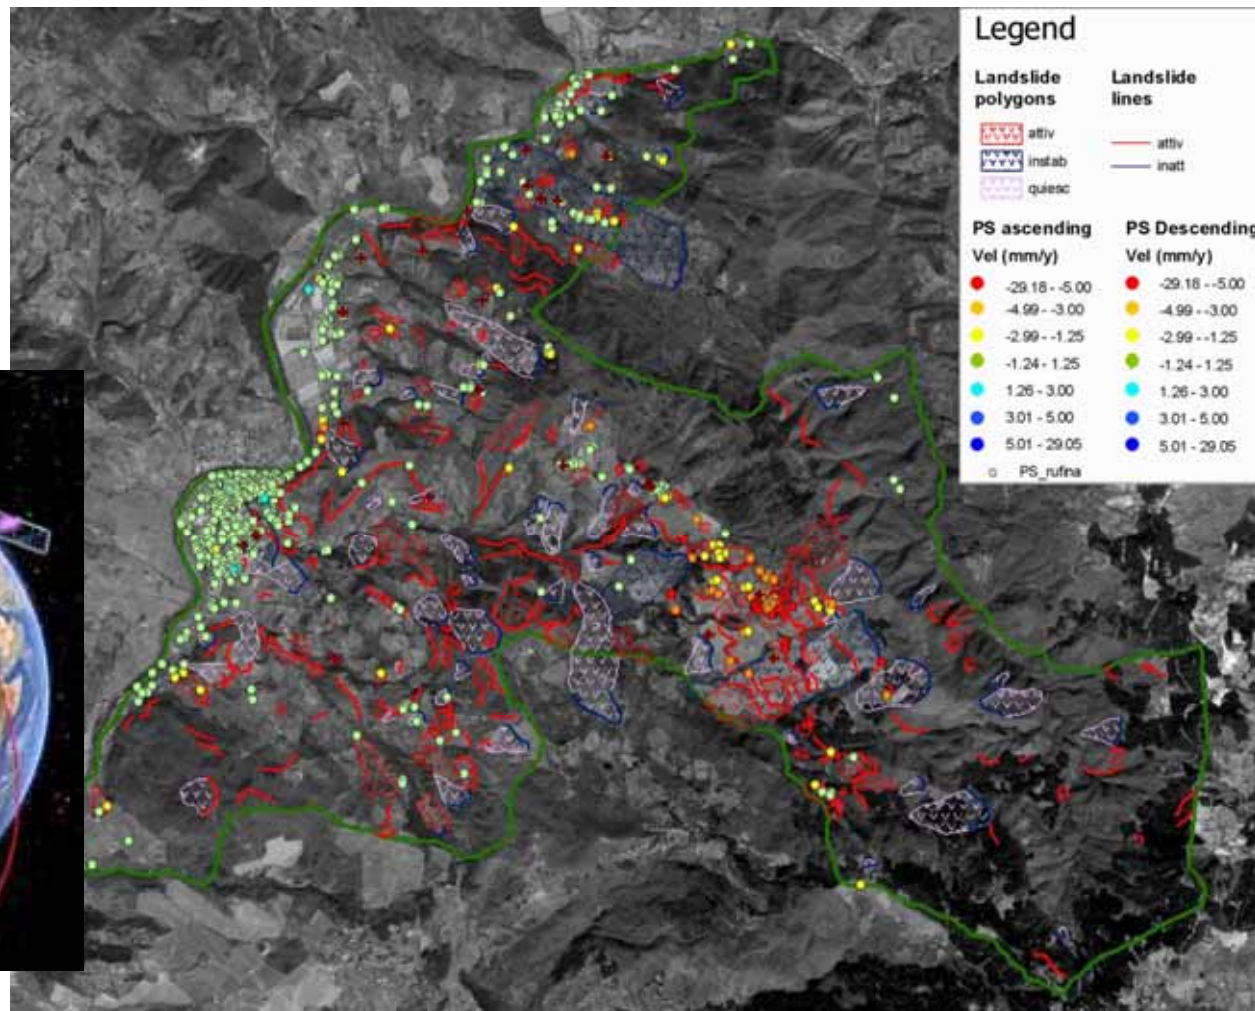 Legend
Landslide polygons
attiv
instab
quiesc
Landslide lines
attiv
inatt
PS ascending
Vel (mm/y)
-29.18 - -5.00
-4.99 - -3.00
-2.99 - -1.25
-1.24 - 1.25
1.26 - 3.00
3.01 - 5.00
5.01 - 29.05
PS_rufina
PS Descending
Vel (mm/y)
-29.18 - -5.00
-4.99 - -3.00
-2.99 - -1.25
-1.24 - 1.25
1.26 - 3.00
3.01 - 5.00
5.01 - 29.05